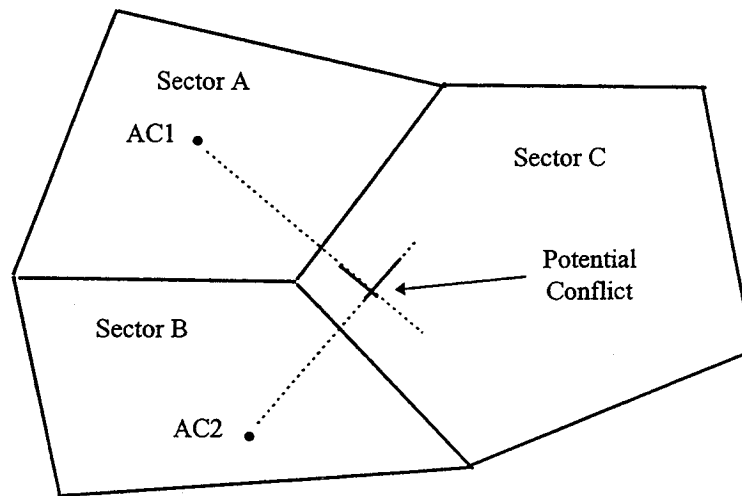 Sector A
AC1
Sector C
Potential
Conflict
Sector B
AC2